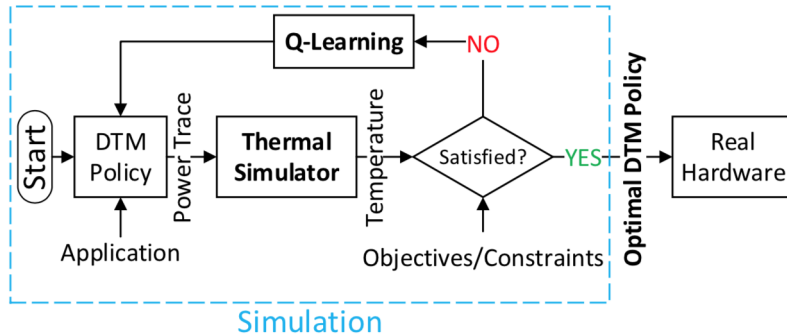 Q-Learning
NO
Start
DTM
Policy
Power Trace
Thermal
Simulator
Temperature
Satisfied?
YES
Optimal DTM Policy
Real
Hardware
Application
Objectives/Constraints
Simulation